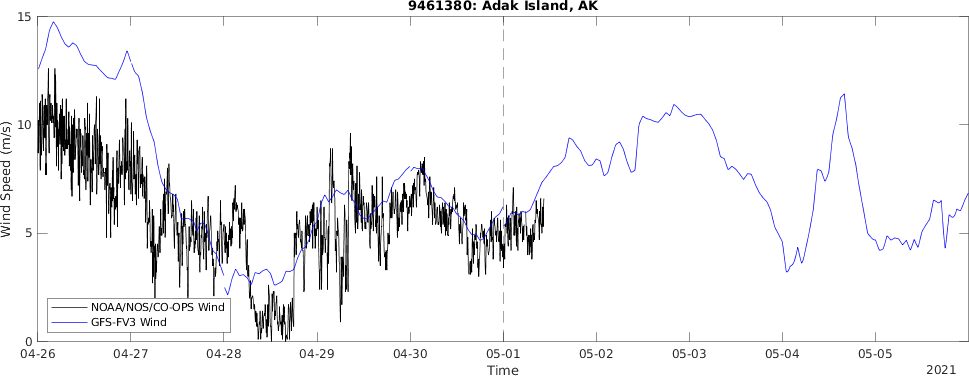 9461380: Adak Island, AK
15
10
5
0
Wind Speed (m/s)
NOAA/NOS/CO-OPS Wind
GFS-FV3 Wind
04-26 04-27 04-28 04-29 04-30 05-01 05-02 05-03 05-04 05-05
Time
2021